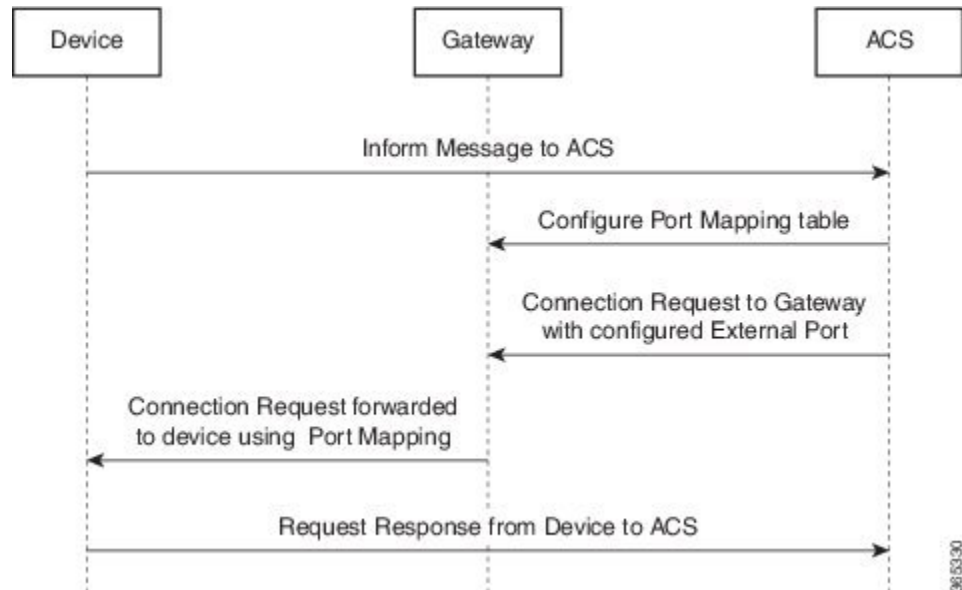 Device
Gateway
ACS
Inform Message to ACS
Configure Port Mapping table
Connection Request to Gateway
with configured External Port
Connection Request forwarded
to device using Port Mapping
Request Response from Device to ACS
365330